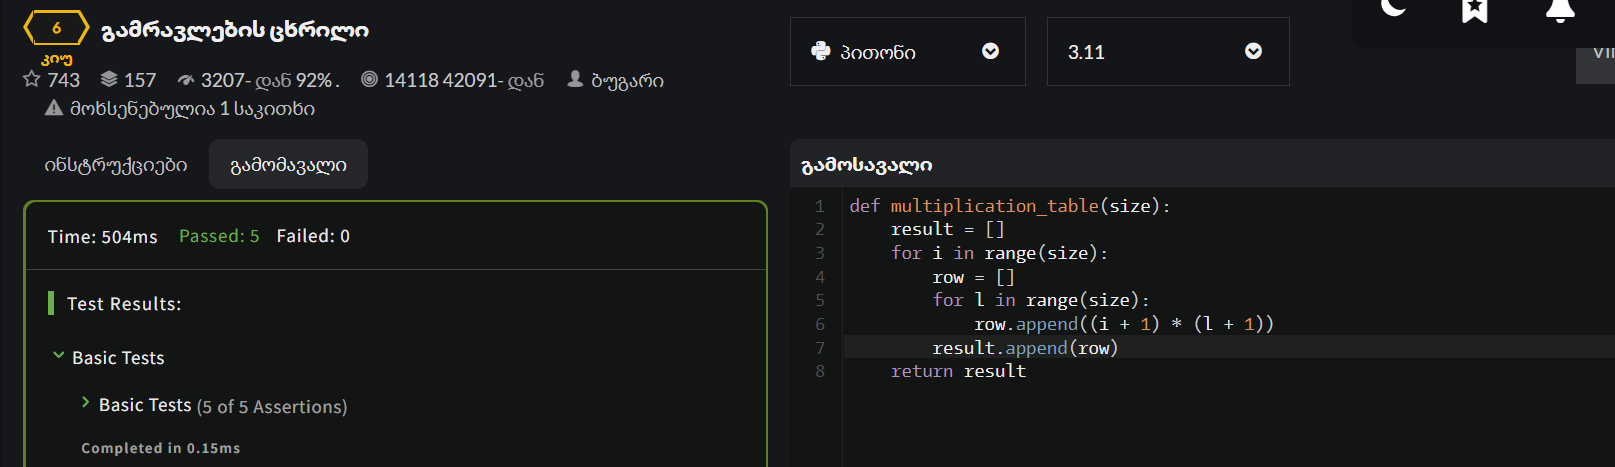 6
გამრავლების ცხრილი
კიუ
743 157 3207- დან 92% . 14118 42091- დან ბუგარი
მოხსენებულია 1 საკითხი
პითონი
3.11
ინსტრუქციები
გამომავალი
Time: 504ms Passed: 5 Failed: 0
Test Results:
Basic Tests
Basic Tests (5 of 5 Assertions)
Completed in 0.15ms
გამოსავალი
1 def multiplication_table(size):
2 result = []
3 for i in range(size):
4 row = []
5 for l in range(size):
6 row.append((i + 1) * (l + 1))
7 result.append(row)
8 return result